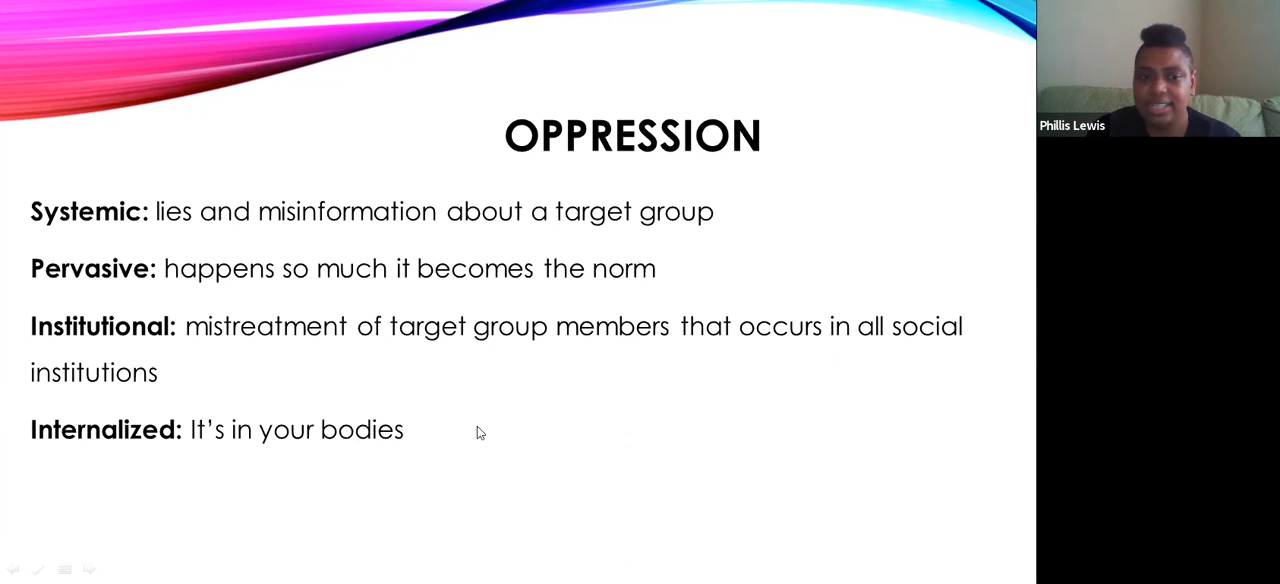 OPPRESSION
Systemic: lies and misinformation about a target group
Pervasive: happens so much it becomes the norm
Institutional: mistreatment of target group members that occurs in all social
institutions
Internalized: It’s in your bodies
Phillis Lewis